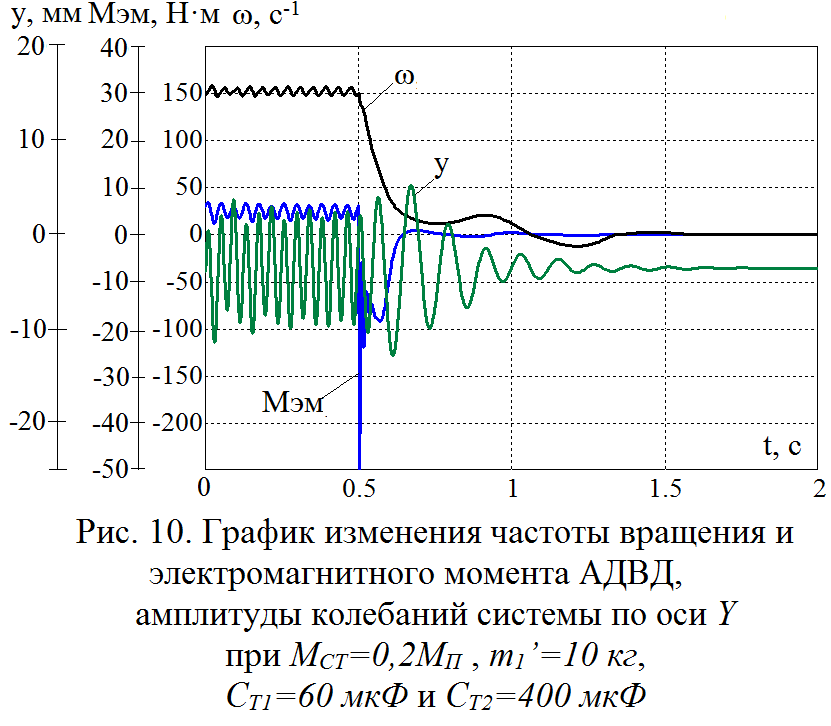 y, мм Мэм, Н·м ω, с-1
20 40
10 30 150
20 100
10 50
0 0 0
-10 -50
-10 -20 -100
-30 -150
-20 -40 -200
-50
ω
y
Мэм
t, с
0 0.5 1 1.5 2
Рис. 10. График изменения частоты вращения и
электромагнитного момента АДВД,
амплитуды колебаний системы по оси Y
при МСТ=0,2МП , m1’=10 кг,
СТ1=60 мкФ и СТ2=400 мкФ